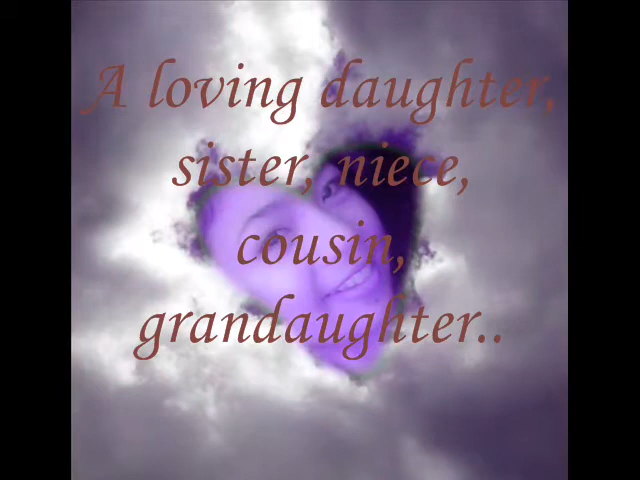 A loving daughter,
sister, niece,
cousin,
grandaughter..